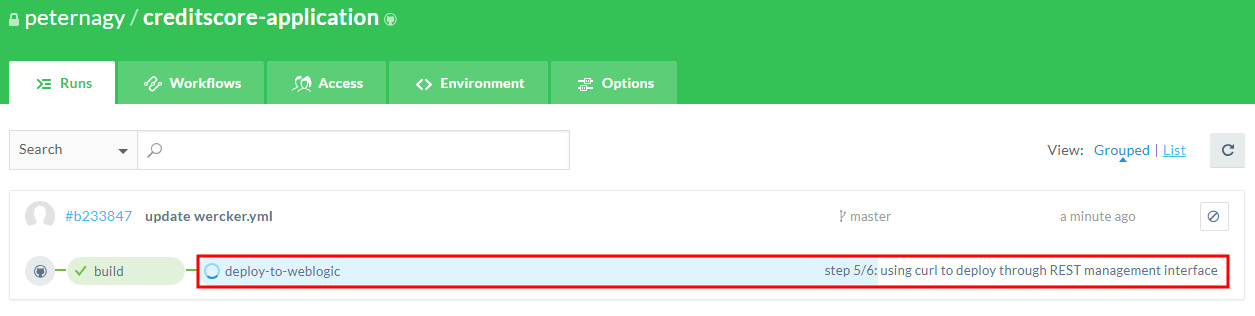 peternagy / creditscore-application
Runs Workflows Access Environment Options
Search View: Grouped | List
#b233847 update wercker.yml master a minute ago
build deploy-to-weblogic step 5/6: using curl to deploy through REST management interface